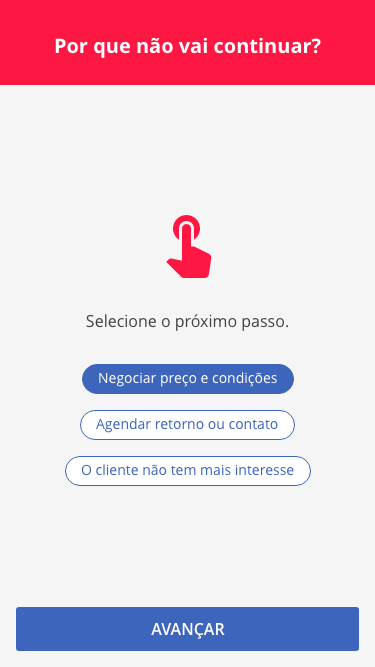 Por que não vai continuar?
Selecione o próximo passo.
Negociar preço e condições
Agendar retorno ou contato
O cliente não tem mais interesse
AVANÇAR